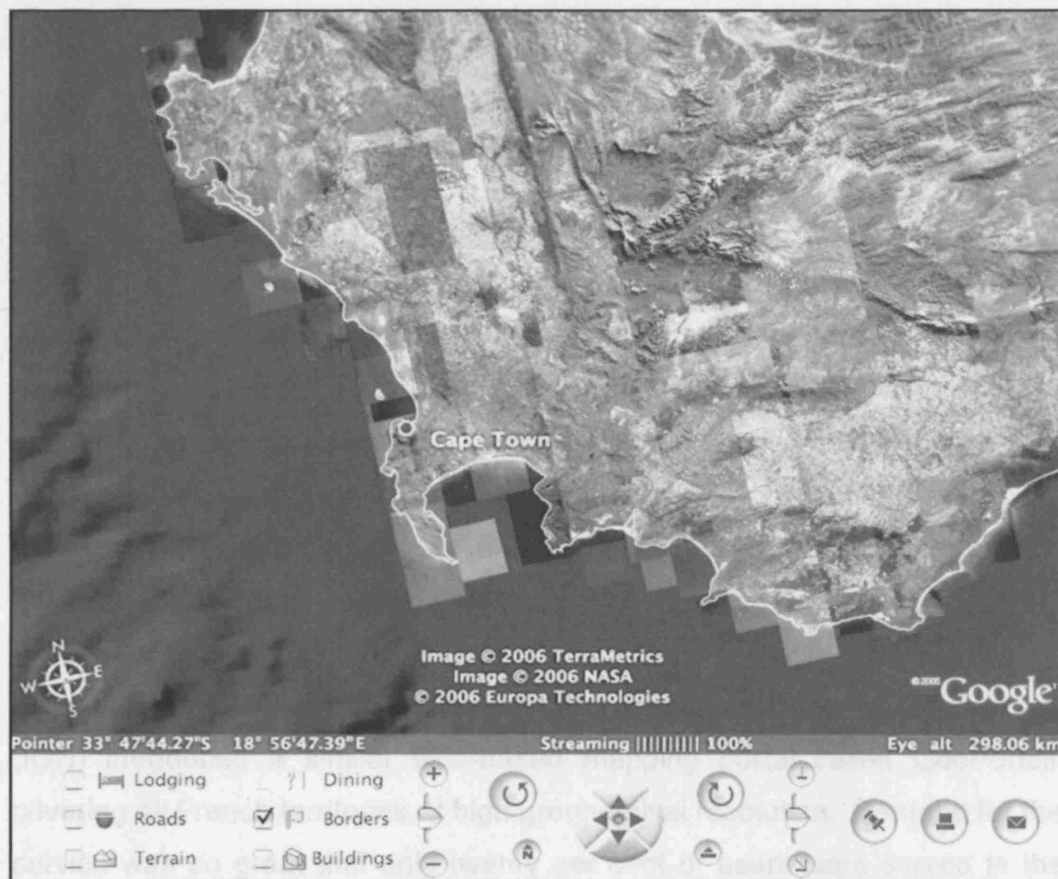 Cape Town
Image © 2006 TerraMetrics
Image © 2006 NASA
© 2006 Europa Technologies
©2005 Google
N
W E
S
Pointer 33° 47'44.27"S 18° 56'47.39"E Streaming |||||||||| 100% Eye alt 298.06 km
Lodging Dining
Roads Borders
Terrain Buildings
N